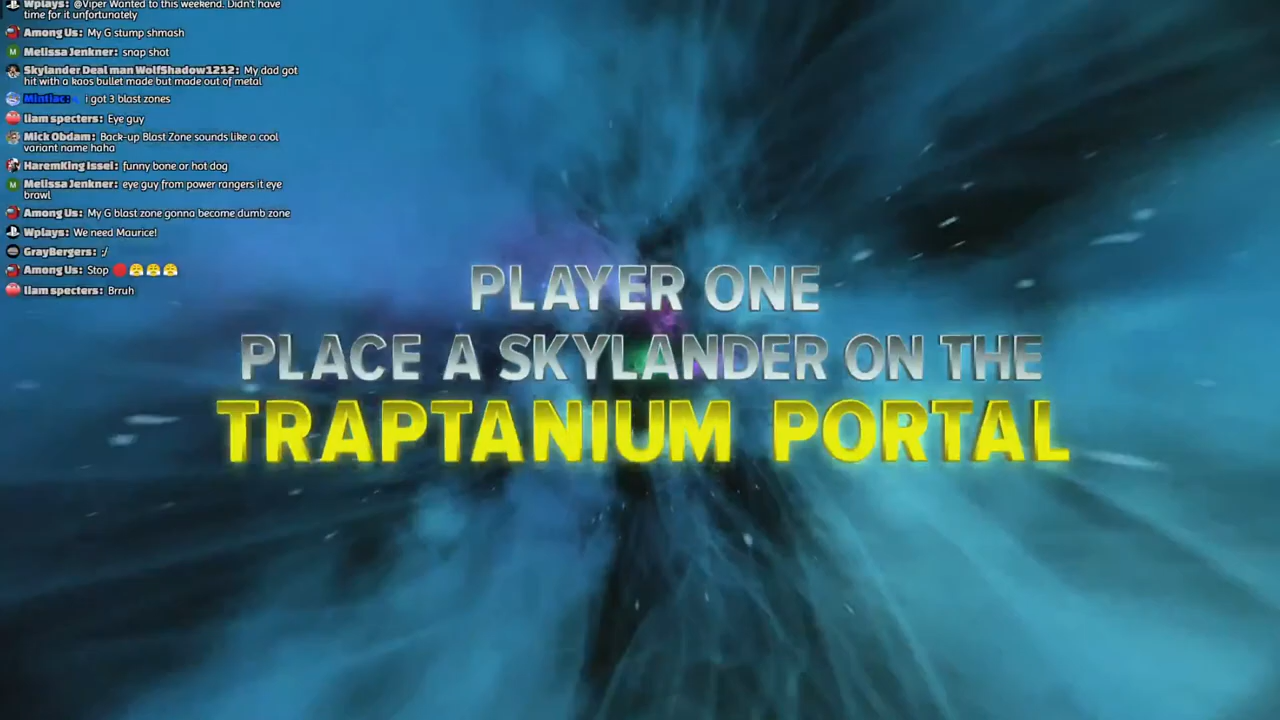 Wplays: @Viper Wanted to this weekend. Didn't have
time for it unfortunately
Among Us: My G stump shmash
Melissa Jenkner: snap shot
Skylander Deal man WolfShadow1212: My dad got
hit with a kaos bullet made but made out of metal
Mintiac: i got 3 blast zones
liam specters: Eye guy
Mick Obdam: Back-up Blast Zone sounds like a cool
variant name haha
HaremKing Issei: funny bone or hot dog
Melissa Jenkner: eye guy from power rangers it eye
brawl
Among Us: My G blast zone gonna become dumb zone
Wplays: We need Maurice!
GrayBergers: :/
Among Us: Stop 🔴😤😤😤
liam specters: Brruh
PLAYER ONE
PLACE A SKYLANDER ON THE
TRAPTANIUM PORTAL